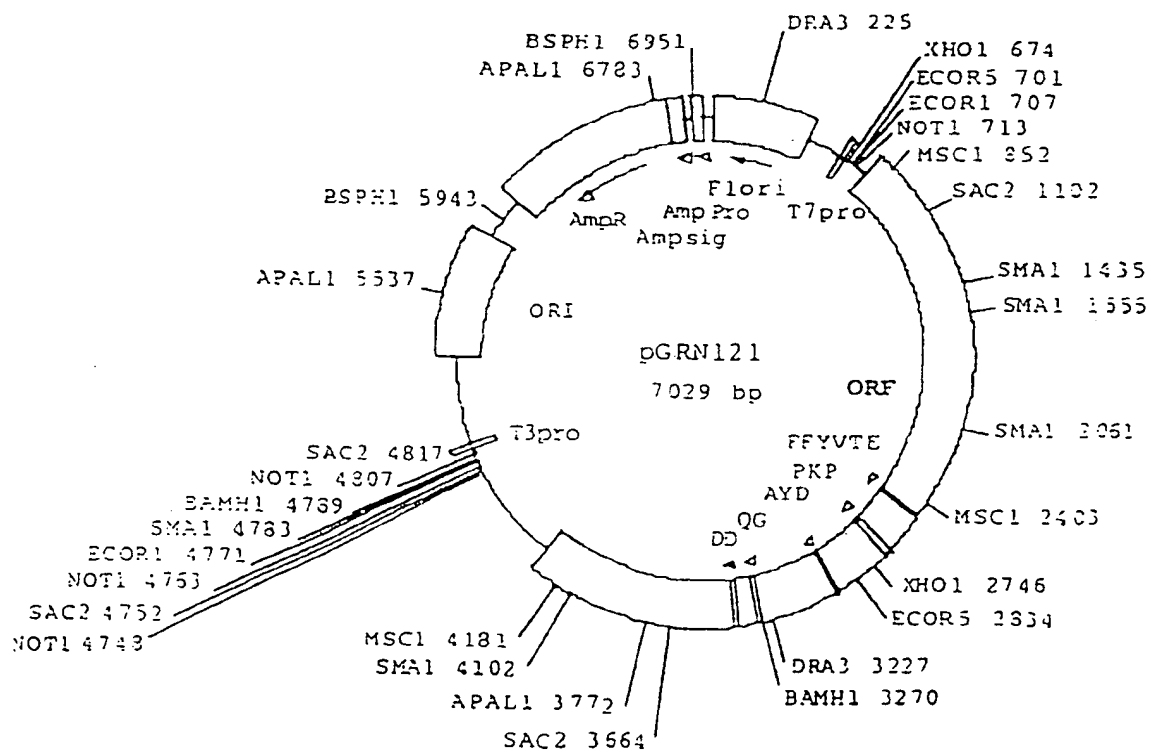 DRA3 225
BSPH1 6951
APAL1 6783
XHO1 674
ECOR5 701
ECOR1 707
NOT1 713
MSC1 852
SAC2 1102
BSPH1 5943
AmpR
Amp Pro
Ampsig
F1ori
T7pro
APAL1 5537
ORI
SMA1 1435
SMA1 1555
pGRN121
7029 bp
ORF
T3pro
FFYVTE
PKP
AYD
QG
DD
SMA1 2061
MSC1 2403
XHO1 2746
ECOR5 2834
SAC2 4817
NOT1 4807
BAMH1 4789
SMA1 4783
ECOR1 4771
NOT1 4763
SAC2 4752
NOT1 4743
MSC1 4181
SMA1 4102
APAL1 3772
SAC2 3664
DRA3 3227
BAMH1 3270